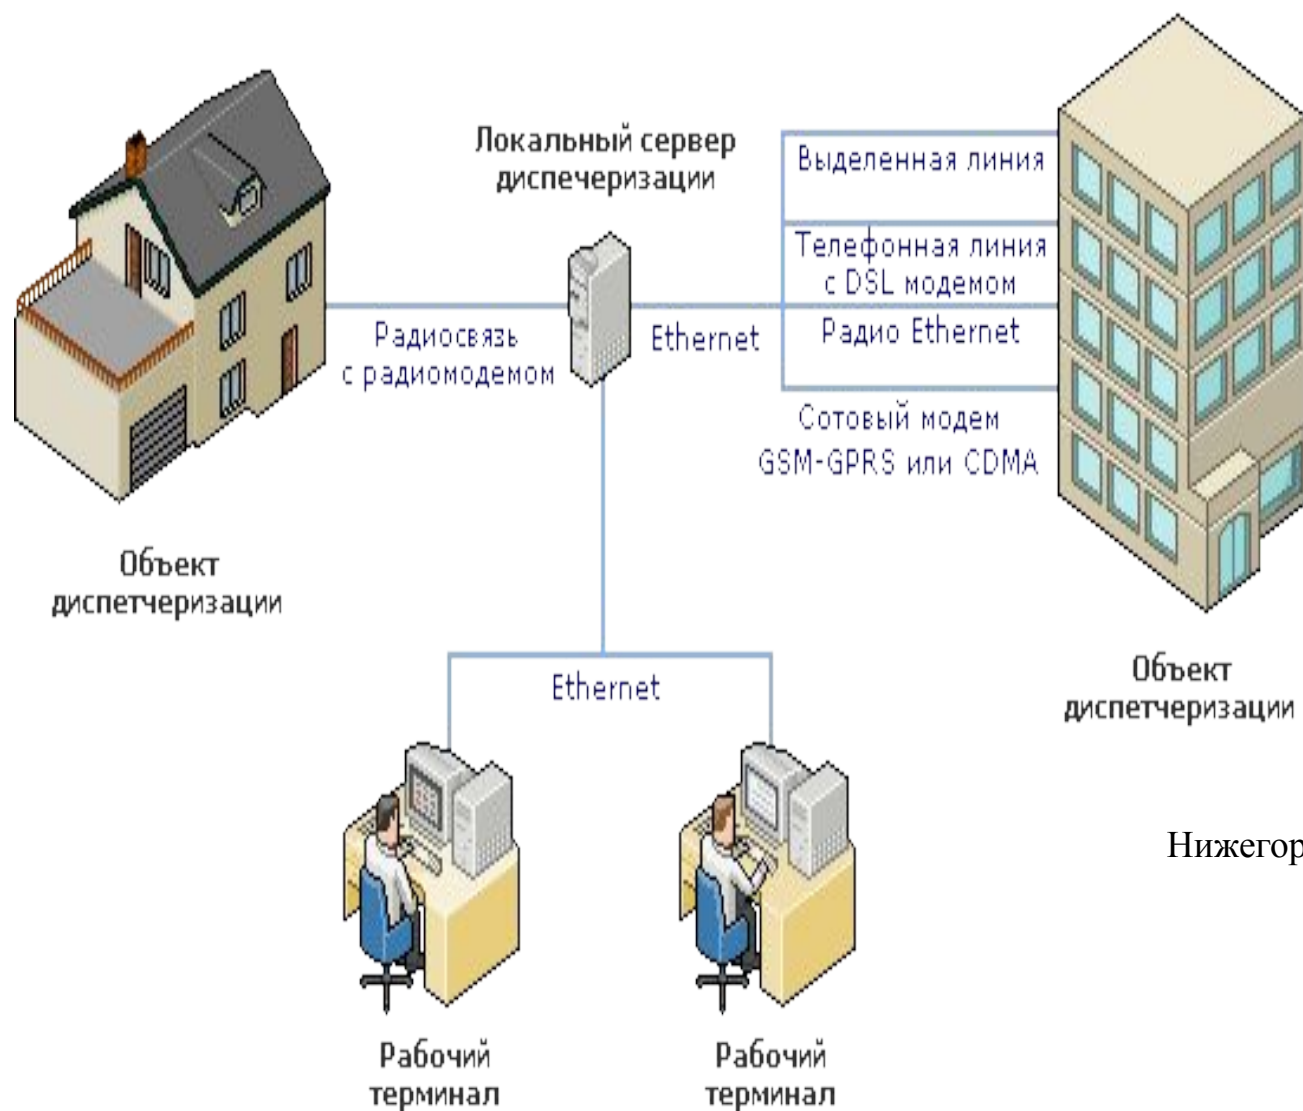 Локальный сервер
диспечеризации
Выделенная линия
Телефонная линия
с DSL модемом
Радио Ethernet
Ethernet
Радиосвязь
с радиомодемом
Сотовый модем
GSM-GPRS или CDMA
Объект
диспетчеризации
Объект
диспетчеризации
Ethernet
Нижегор
Рабочий
терминал
Рабочий
терминал